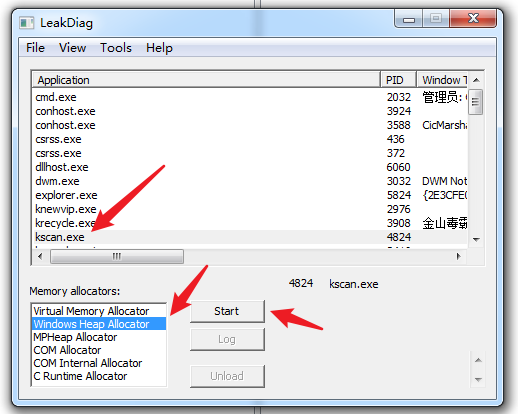 LeakDiag
File View Tools Help
Application PID Window T
cmd.exe 2032 管理员:
conhost.exe 3924
conhost.exe 3588 CicMarsha
csrss.exe 436
csrss.exe 372
dllhost.exe 6060
dwm.exe 3032 DWM Not
explorer.exe 5824 {2E3CFE0
knewvip.exe 2976
krecycle.exe 3908 金山毒霸
kscan.exe 4824
4824 kscan.exe
Memory allocators:
Virtual Memory Allocator
Windows Heap Allocator
MPHeap Allocator
COM Allocator
COM Internal Allocator
C Runtime Allocator
Start
Log
Unload